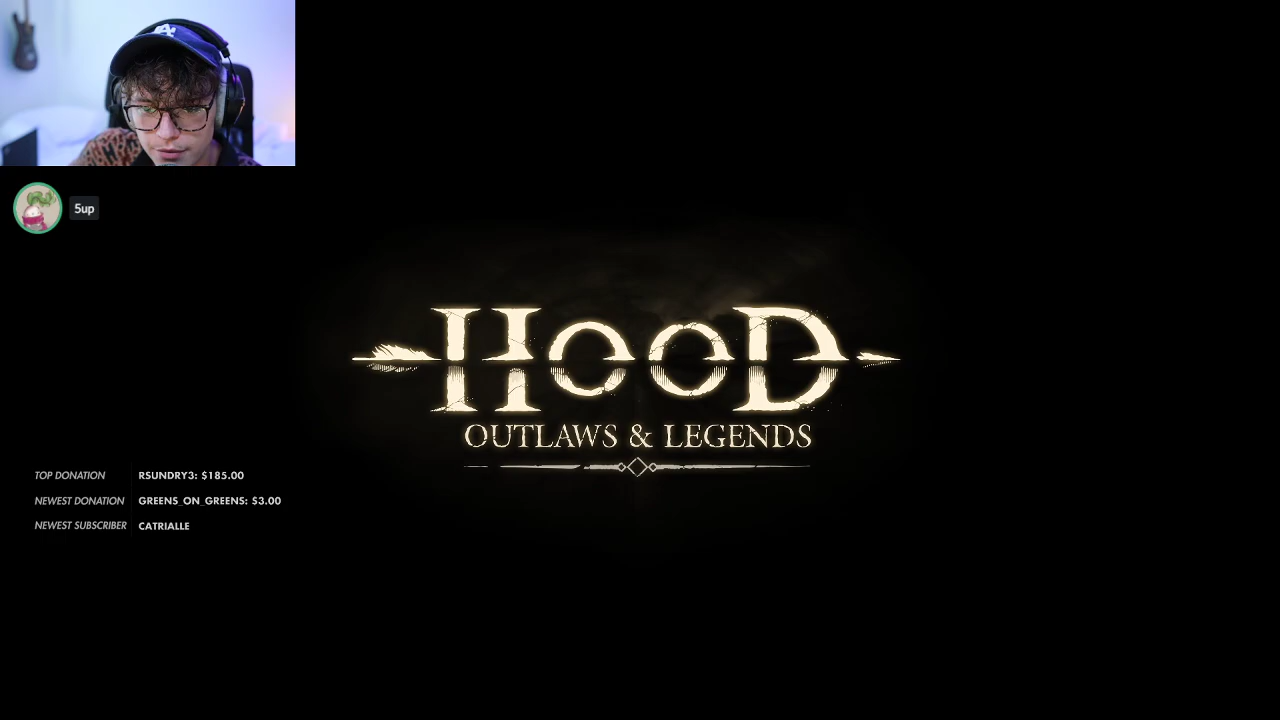 5up
HOOD
OUTLAWS & LEGENDS
TOP DONATION RSUNDRY3: $185.00
NEWEST DONATION GREENS_ON_GREENS: $3.00
NEWEST SUBSCRIBER CATRIALLE